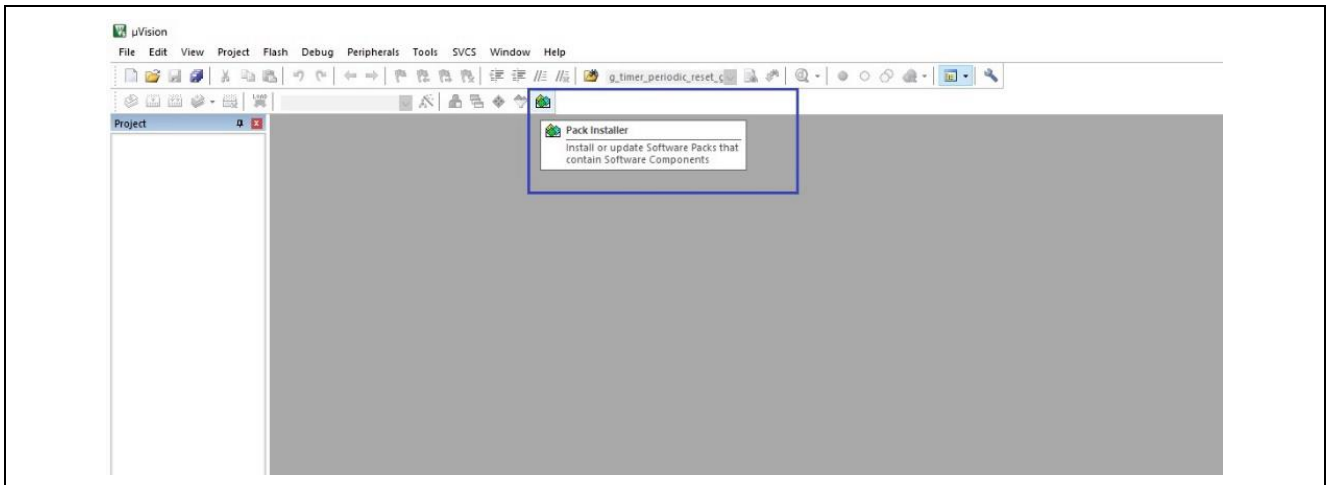 µVision
File Edit View Project Flash Debug Peripherals Tools SVCS Window Help
g_timer_periodic_reset_c
Project
Pack Installer
Install or update Software Packs that
contain Software Components